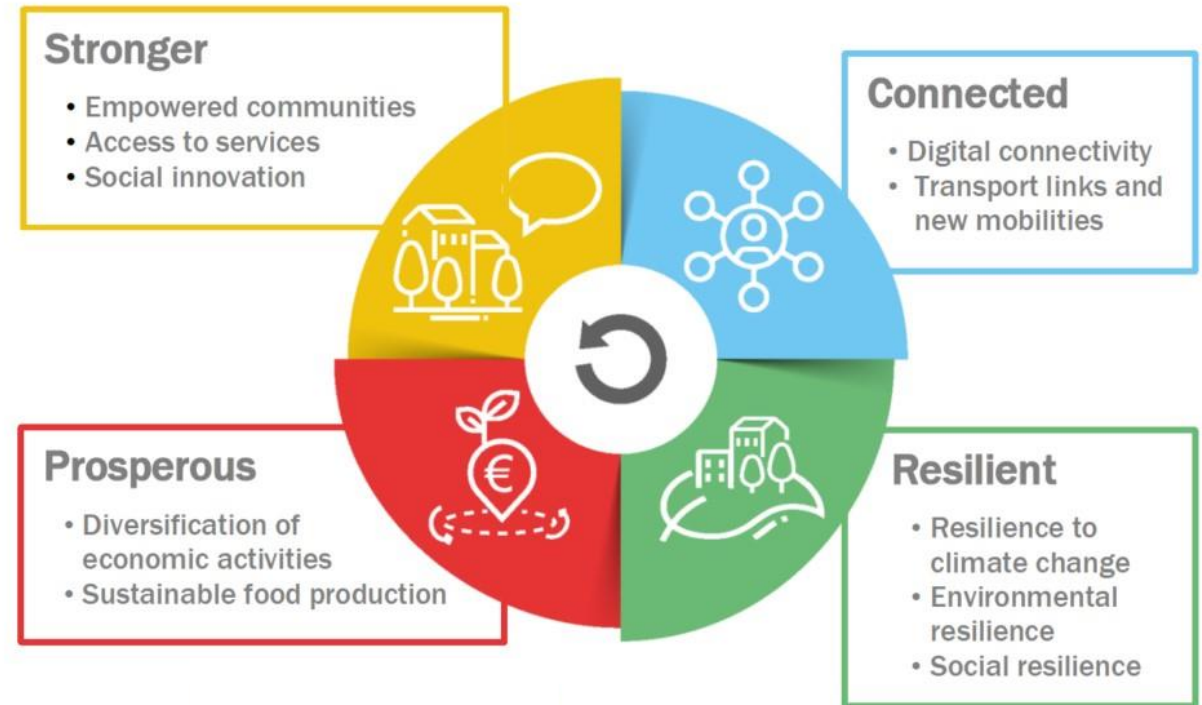 Stronger
• Empowered communities
• Access to services
• Social innovation
Connected
• Digital connectivity
• Transport links and
new mobilities
Prosperous
• Diversification of
economic activities
• Sustainable food production
€
Resilient
• Resilience to
climate change
• Environmental
resilience
• Social resilience